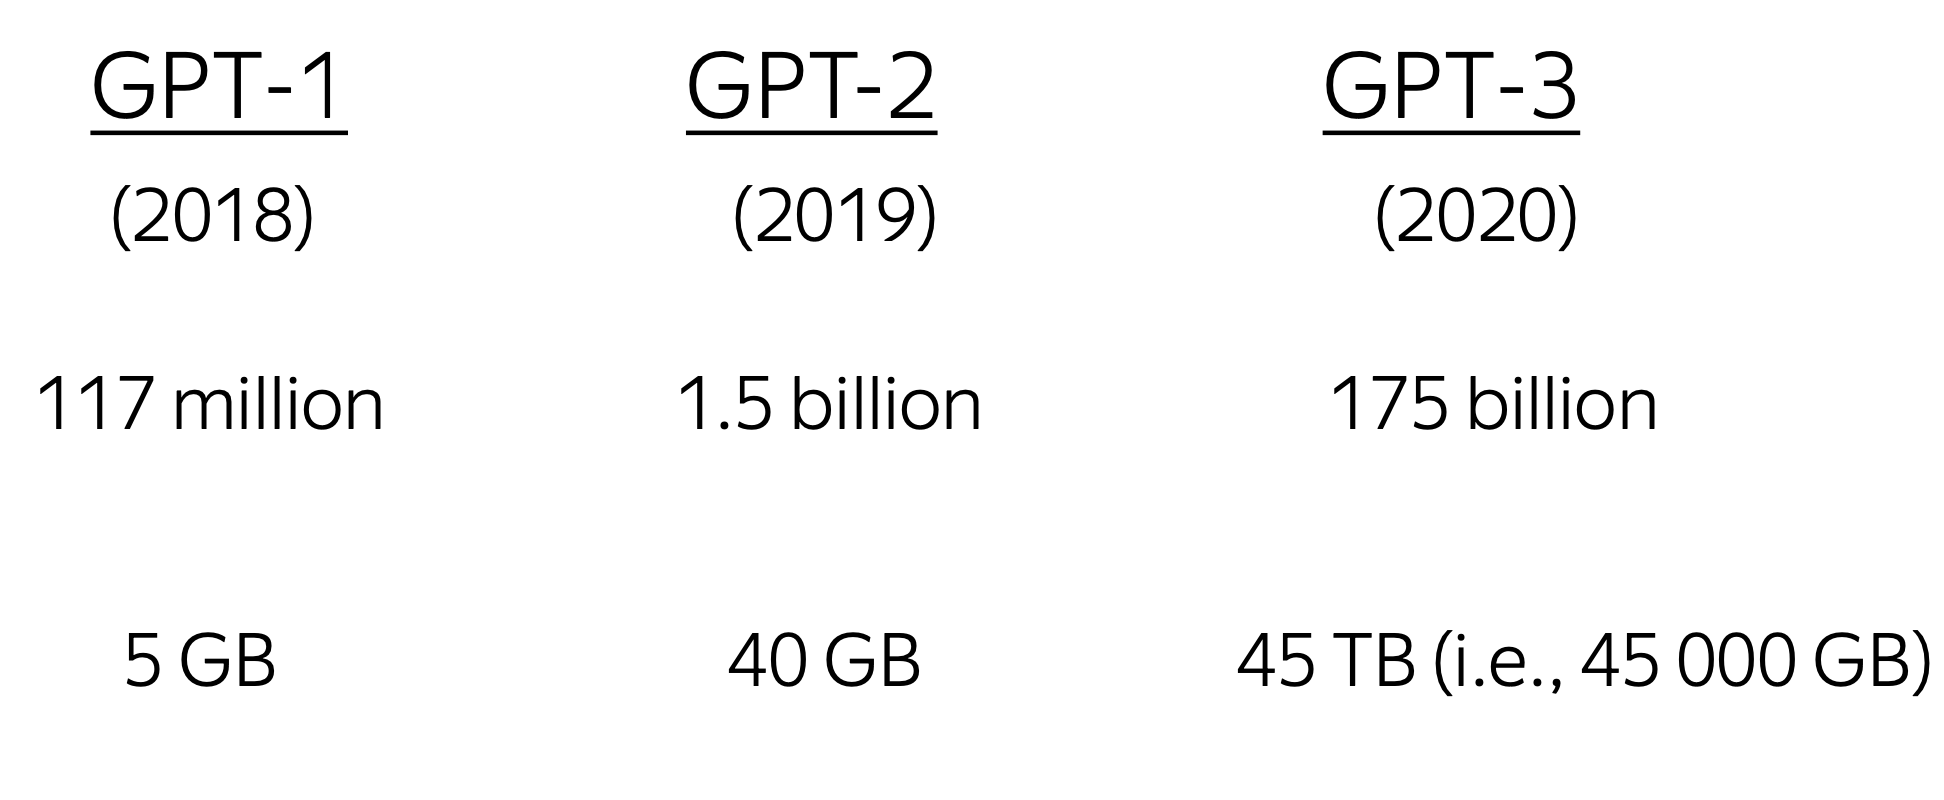 GPT-1 GPT-2 GPT-3
(2018) (2019) (2020)
117 million 1.5 billion 175 billion
5 GB 40 GB 45 TB (i.e., 45 000 GB)